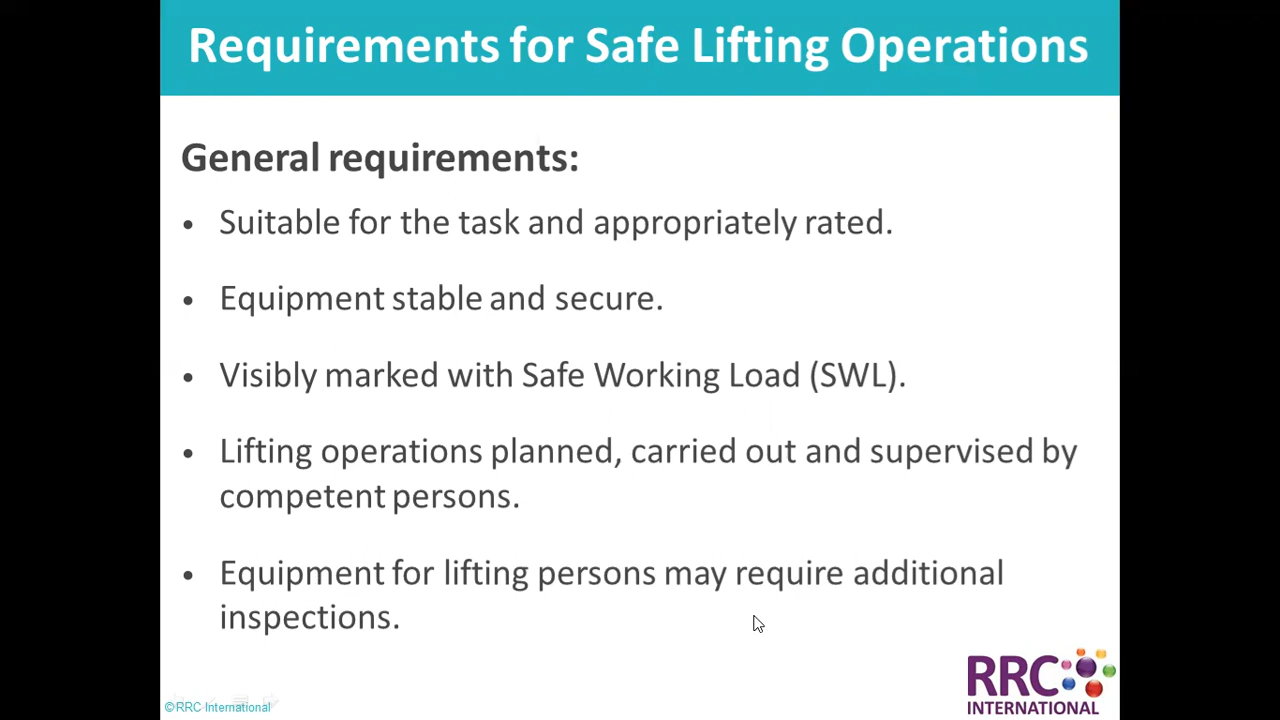 Requirements for Safe Lifting Operations
General requirements:
• Suitable for the task and appropriately rated.
• Equipment stable and secure.
• Visibly marked with Safe Working Load (SWL).
• Lifting operations planned, carried out and supervised by
competent persons.
• Equipment for lifting persons may require additional
inspections.
RRC
INTERNATIONAL
©RRC International